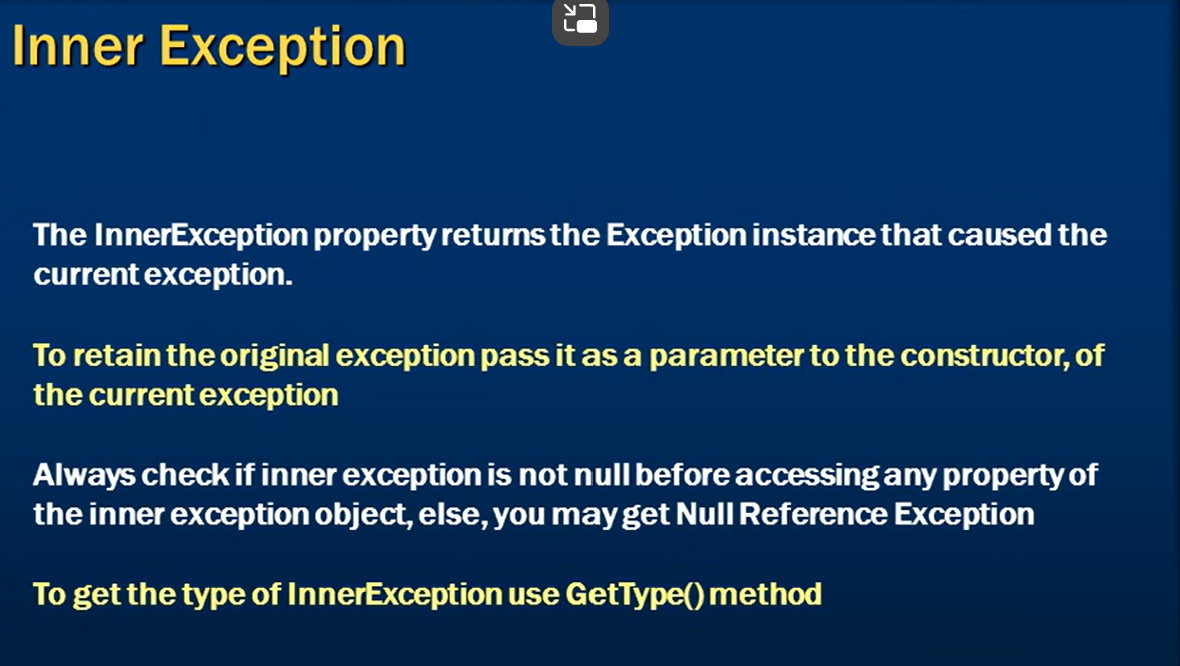 Inner Exception
The InnerException property returns the Exception instance that caused the
current exception.
To retain the original exception pass it as a parameter to the constructor, of
the current exception
Always check if inner exception is not null before accessing any property of
the inner exception object, else, you may get Null Reference Exception
To get the type of InnerException use GetType() method